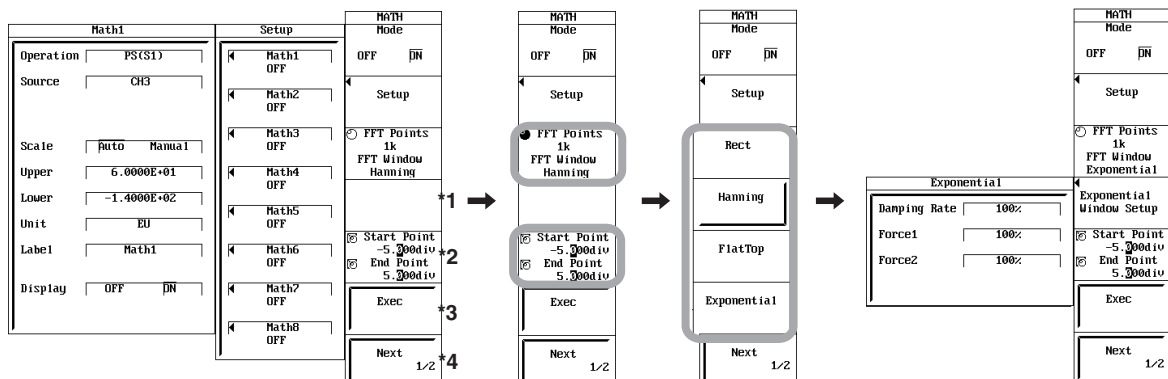 Math1
Operation PS(S1)
Source CH3
Scale Auto Manual
Upper 6.0000E+01
Lower -1.4000E+02
Unit EU
Label Math1
Display OFF ON
Setup
Math1
OFF
Math2
OFF
Math3
OFF
Math4
OFF
Math5
OFF
Math6
OFF
Math7
OFF
Math8
OFF
MATH
Mode
OFF ON
Setup
FFT Points
1k
FFT Window
Hanning
*1
Start Point
-5.000div
*2
End Point
5.000div
Exec
*3
Next
1/2
*4
MATH
Mode
OFF ON
Setup
FFT Points
1k
FFT Window
Hanning
Start Point
-5.000div
End Point
5.000div
Exec
Next
1/2
MATH
Mode
OFF ON
Setup
Rect
Hanning
FlatTop
Exponential
Next
1/2
Exponential
Damping Rate 100%
Force1 100%
Force2 100%
MATH
Mode
OFF ON
Setup
FFT Points
1k
FFT Window
Exponential
Exponential
Window Setup
Start Point
-5.000div
End Point
5.000div
Exec
Next
1/2